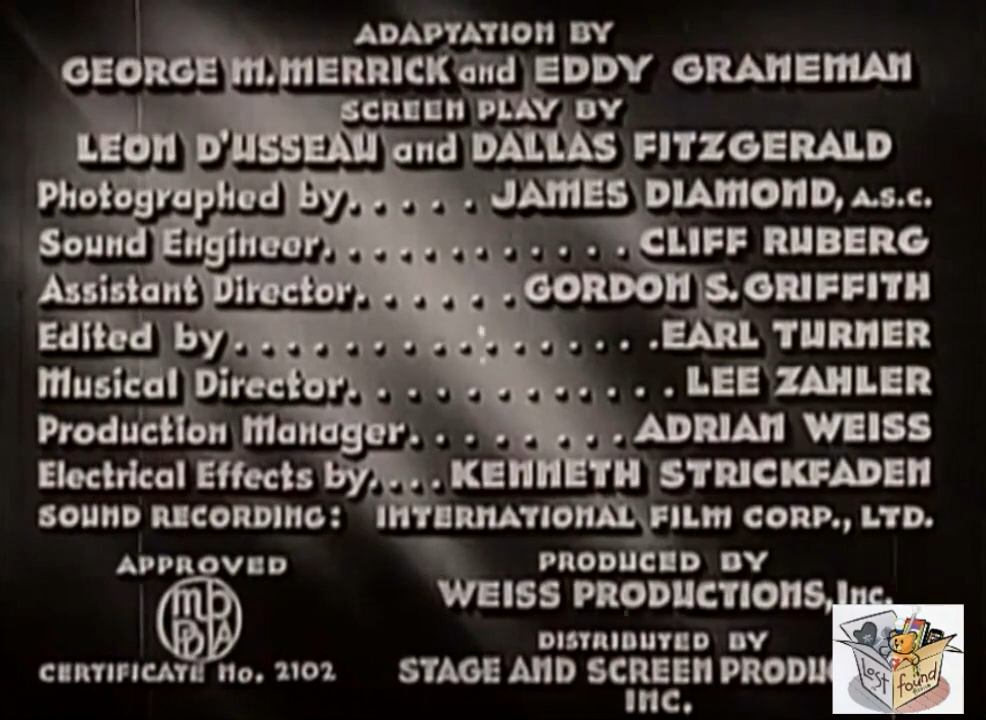 ADAPTATION BY
GEORGE M. MERRICK and EDDY GRANEMAN
SCREEN PLAY BY
LEON D'USSEAU and DALLAS FITZGERALD
Photographed by. . . . . JAMES DIAMOND, A.S.C.
Sound Engineer. . . . . . . . . . . . CLIFF RUBERG
Assistant Director. . . . . . GORDON S. GRIFFITH
Edited by . . . . . . . . . . . . . . . . EARL TURNER
Musical Director. . . . . . . . . . . . LEE ZAHLER
Production Manager. . . . . . . . ADRIAN WEISS
Electrical Effects by. . . . KENNETH STRICKFADEN
SOUND RECORDING: INTERNATIONAL FILM CORP., LTD.
APPROVED
MPPDA
CERTIFICATE No. 2102
PRODUCED BY
WEISS PRODUCTIONS, Inc.
DISTRIBUTED BY
STAGE AND SCREEN PRODU
INC.
Lost
found